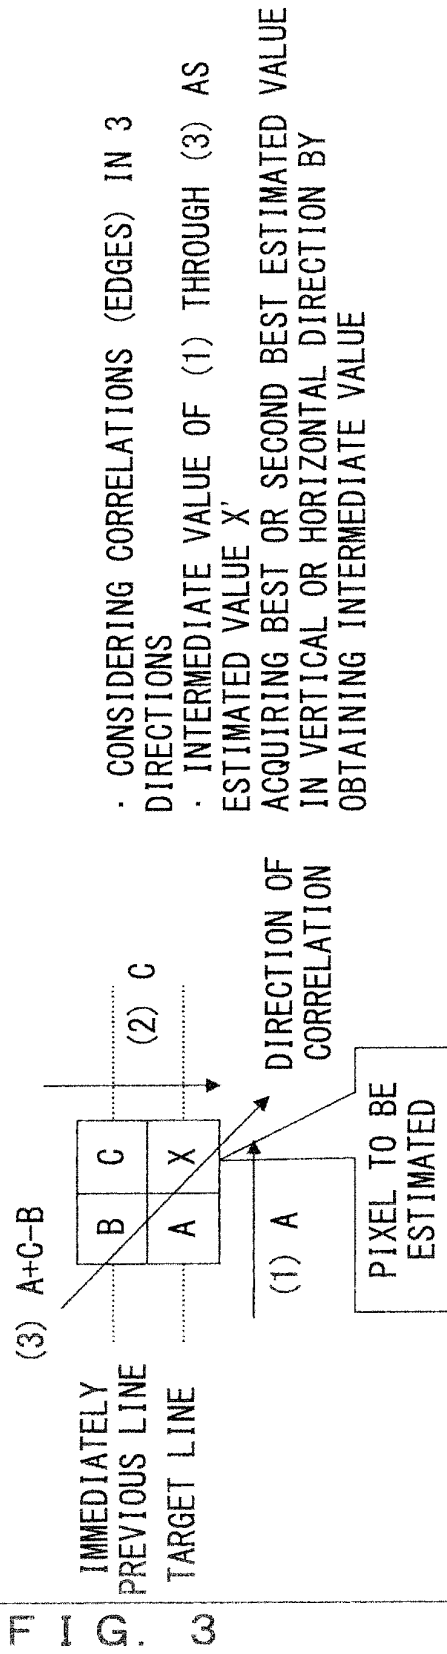 FIG. 3
IMMEDIATELY
PREVIOUS LINE
TARGET LINE
(3) A+C-B
B
C
A
X
(2) C
(1) A
DIRECTION OF
CORRELATION
PIXEL TO BE
ESTIMATED
· CONSIDERING CORRELATIONS (EDGES) IN 3
DIRECTIONS
· INTERMEDIATE VALUE OF (1) THROUGH (3) AS
ESTIMATED VALUE X'
ACQUIRING BEST OR SECOND BEST ESTIMATED VALUE
IN VERTICAL OR HORIZONTAL DIRECTION BY
OBTAINING INTERMEDIATE VALUE